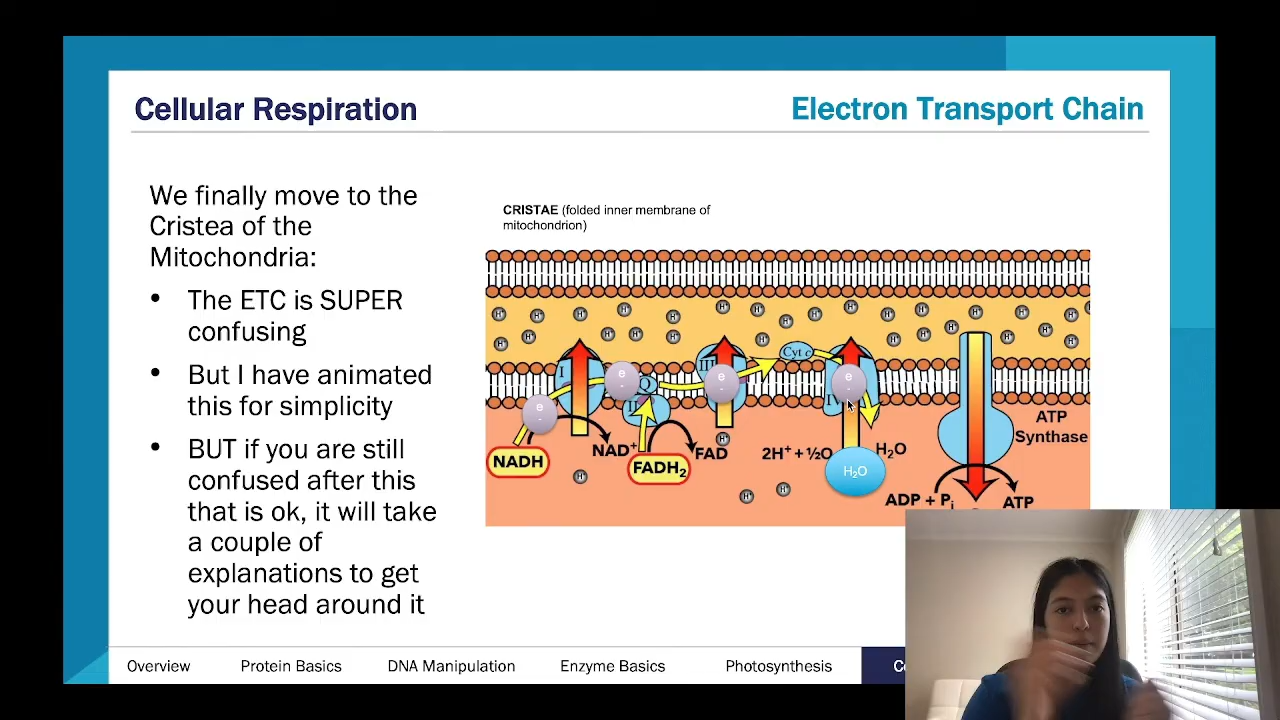 Cellular Respiration
Electron Transport Chain
We finally move to the
Cristea of the
Mitochondria:
• The ETC is SUPER
confusing
• But I have animated
this for simplicity
• BUT if you are still
confused after this
that is ok, it will take
a couple of
explanations to get
your head around it
CRISTAE (folded inner membrane of
mitochondrion)
H⁺ H⁺ H⁺ H⁺ H⁺ H⁺ H⁺ H⁺ H⁺ H⁺ H⁺
H⁺ H⁺ H⁺ H⁺ H⁺ H⁺ H⁺ H⁺ H⁺ H⁺ H⁺
I
e
-
e
-
Q
II
III
e
-
Cyt c
e
-
IV
NADH
NAD⁺
FADH₂
FAD
2H⁺ + ½O
H₂O
H₂O
H⁺ H⁺ H⁺ H⁺
ATP
Synthase
ADP + Pᵢ
ATP
Overview
Protein Basics
DNA Manipulation
Enzyme Basics
Photosynthesis